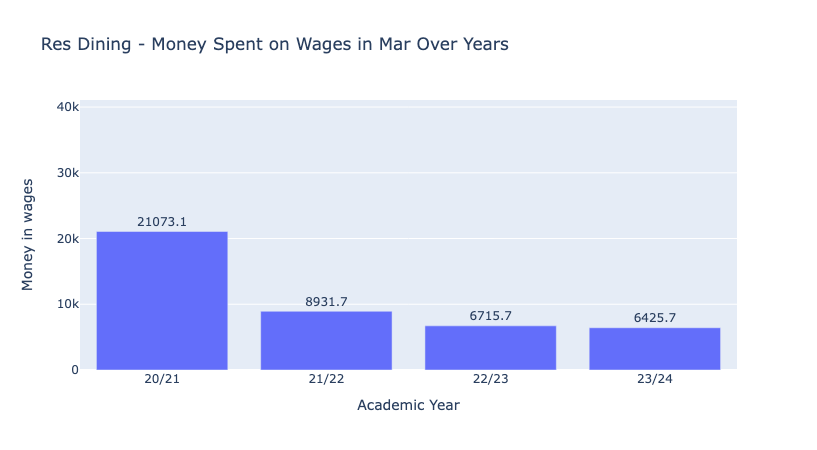 Res Dining - Money Spent on Wages in Mar Over Years
Money in wages
40k
30k
20k
10k
0
21073.1
8931.7
6715.7
6425.7
20/21
21/22
22/23
23/24
Academic Year